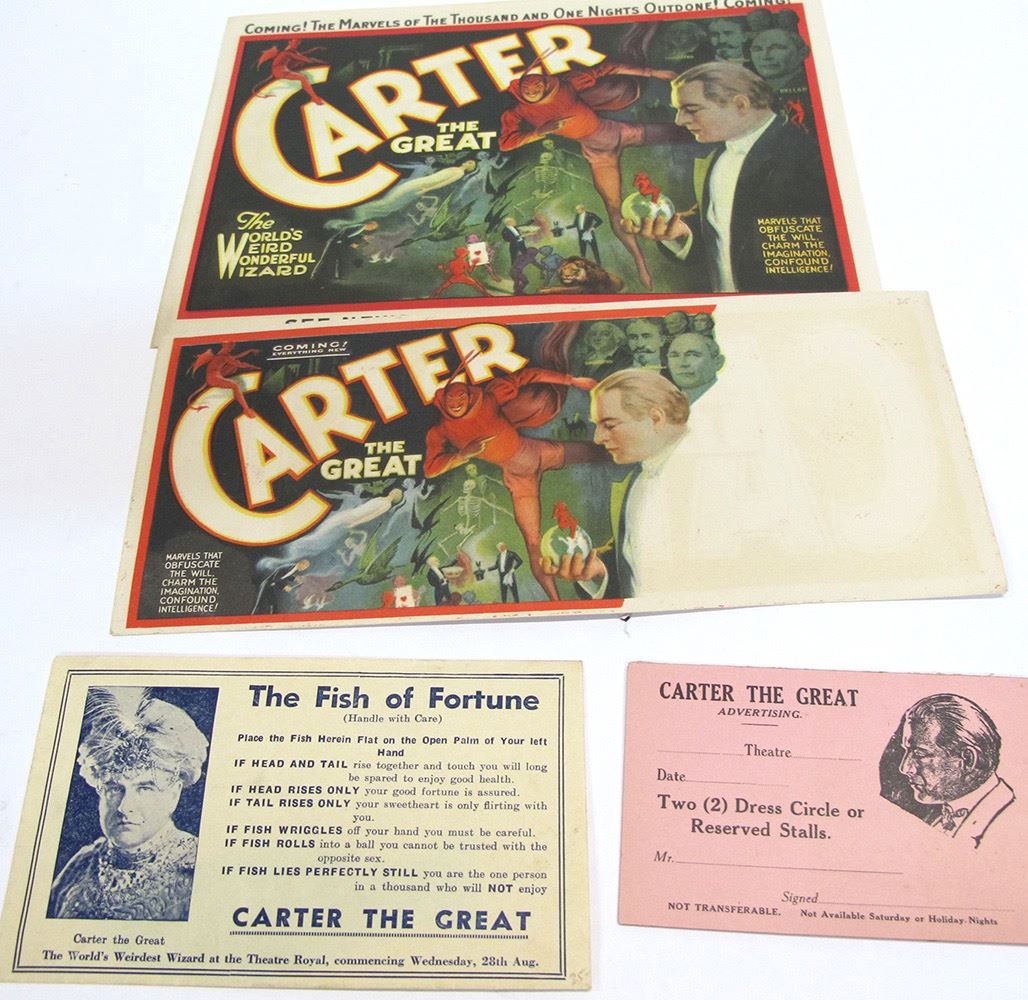 COMING! THE MARVELS OF THE THOUSAND AND ONE NIGHTS OUTDONE! COMING!
CARTER
THE
GREAT
KELLAR
The
WORLD'S
WEIRD
WONDERFUL
WIZARD
MARVELS THAT
OBFUSCATE
THE WILL,
CHARM THE
IMAGINATION,
CONFOUND
INTELLIGENCE!
COMING!
EVERYTHING NEW
CARTER
THE
GREAT
MARVELS THAT
OBFUSCATE
THE WILL,
CHARM THE
IMAGINATION,
CONFOUND
INTELLIGENCE!
25-
The Fish of Fortune
(Handle with Care)
Place the Fish Herein Flat on the Open Palm of Your left
Hand
IF HEAD AND TAIL rise together and touch you will long
be spared to enjoy good health.
IF HEAD RISES ONLY your good fortune is assured.
IF TAIL RISES ONLY your sweetheart is only flirting with
you.
IF FISH WRIGGLES off your hand you must be careful.
IF FISH ROLLS into a ball you cannot be trusted with the
opposite sex.
IF FISH LIES PERFECTLY STILL you are the one person
in a thousand who will NOT enjoy
CARTER THE GREAT
Carter the Great
The World's Weirdest Wizard at the Theatre Royal, commencing Wednesday, 28th Aug.
25-
CARTER THE GREAT
ADVERTISING.
Theatre
Date
Two (2) Dress Circle or
Reserved Stalls.
Mr.
Signed
NOT TRANSFERABLE. Not Available Saturday or Holiday Nights